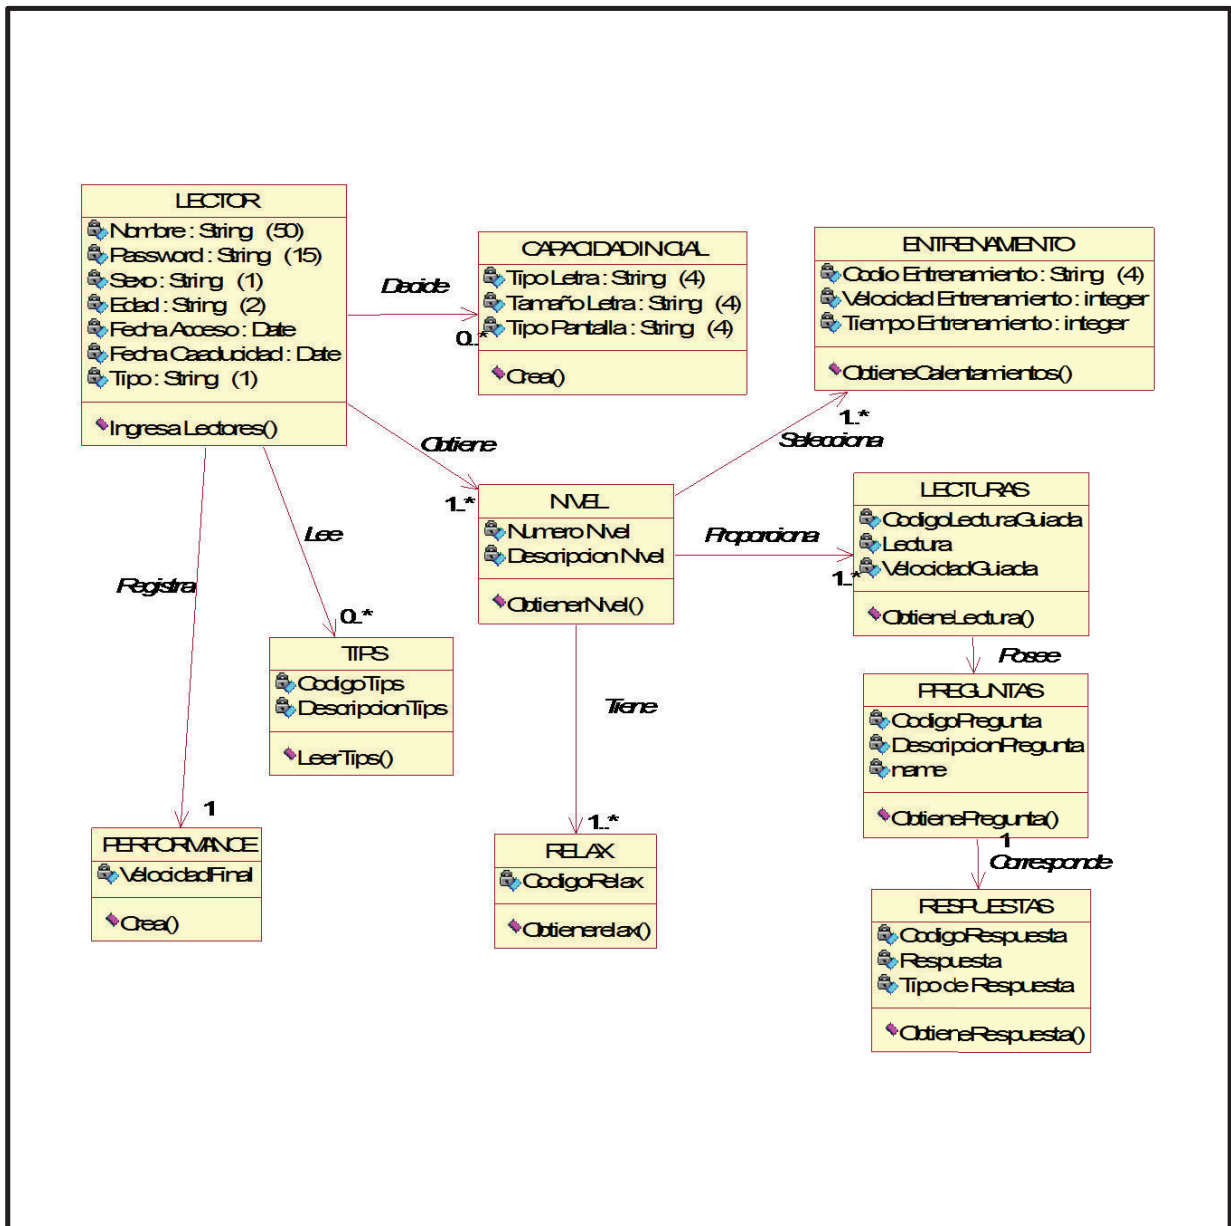 LECTOR
Nombre : String (50)
Password : String (15)
Sexo : String (1)
Edad : String (2)
Fecha Acceso : Date
Fecha Caaducidad : Date
Tipo : String (1)
Ingresa Lectores()
Decide
0..*
CAPACIDAD INCIAL
Tipo Letra : String (4)
Tamaño Letra : String (4)
Tipo Pantalla : String (4)
Crea()
ENTRENAMIENTO
Codio Entrenamiento : String (4)
Velocidad Entrenamiento : integer
Tiempo Entrenamiento : integer
ObtieneCalentamientos()
Obtiene
1..*
Selecciona
1..*
NIVEL
Numero Nivel
Descripcion Nivel
ObtenerNivel()
Proporciona
1..*
LECTURAS
CodigoLecturaGuiada
Lectura
VelocidadGuiada
ObtieneLectura()
Lee
0..*
Registra
1
TIPS
CodigoTips
DescripcionTips
LeerTips()
Tiene
1..*
Posee
PREGUNTAS
CodigoPregunta
DescripcionPregunta
name
ObtienePregunta()
1
Corresponde
PERFORMANCE
VelocidadFinal
Crea()
RELAX
CodigoRelax
Obtienerelax()
RESPUESTAS
CodigoRespuesta
Respuesta
Tipo de Respuesta
ObtieneRespuesta()